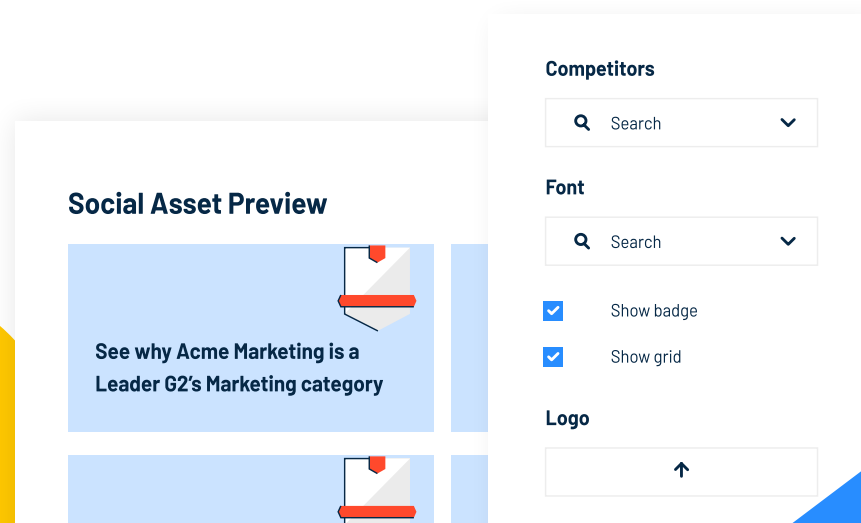 Social Asset Preview
See why Acme Marketing is a
Leader G2's Marketing category
Competitors
Search
Font
Search
Show badge
Show grid
Logo